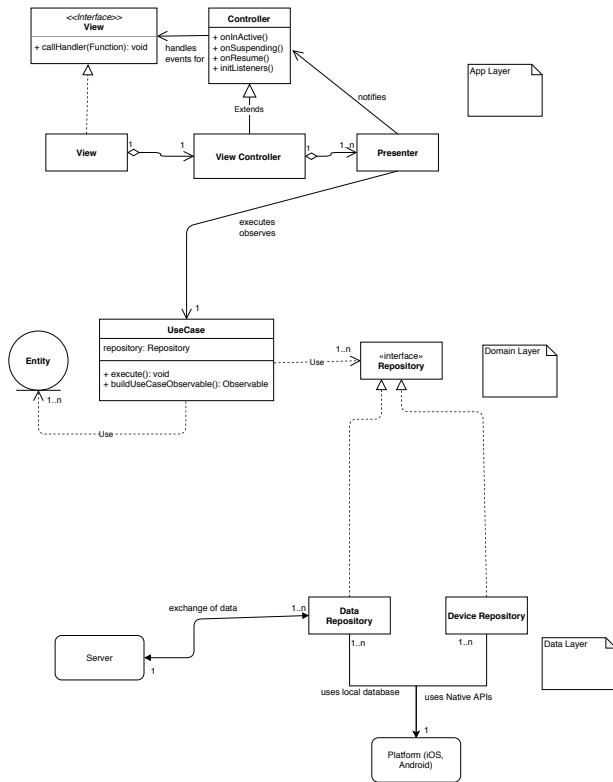 <<Interface>>
View
+ callHandler(Function): void
handles
events for
Controller
+ onInActive()
+ onSuspending()
+ onResume()
+ initListeners()
Extends
notifies
App Layer
View
1
1
View Controller
1
1..n
Presenter
executes
observes
1
UseCase
repository: Repository
+ execute(): void
+ buildUseCaseObservable(): Observable
Entity
1..n
Use
Use
1..n
«interface»
Repository
Domain Layer
exchange of data
1..n
Data
Repository
1..n
Device Repository
1..n
Data Layer
Server
1
uses local database
uses Native APIs
1
Platform (iOS,
Android)